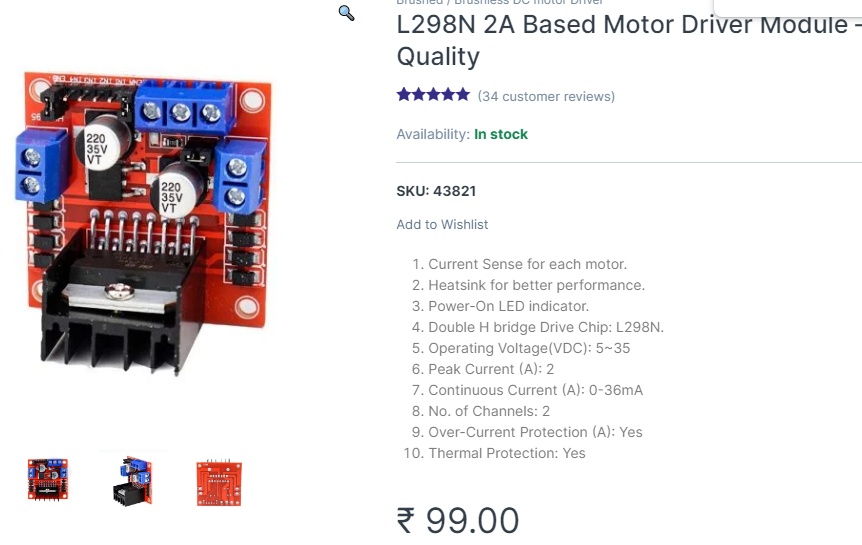 Brushed / Brushless DC motor Driver
L298N 2A Based Motor Driver Module –
Quality
(34 customer reviews)
Availability: In stock
SKU: 43821
Add to Wishlist
1. Current Sense for each motor.
2. Heatsink for better performance.
3. Power-On LED indicator.
4. Double H bridge Drive Chip: L298N.
5. Operating Voltage(VDC): 5~35
6. Peak Current (A): 2
7. Continuous Current (A): 0-36mA
8. No. of Channels: 2
9. Over-Current Protection (A): Yes
10. Thermal Protection: Yes
₹ 99.00
220
35V
VT
220
35V
VT